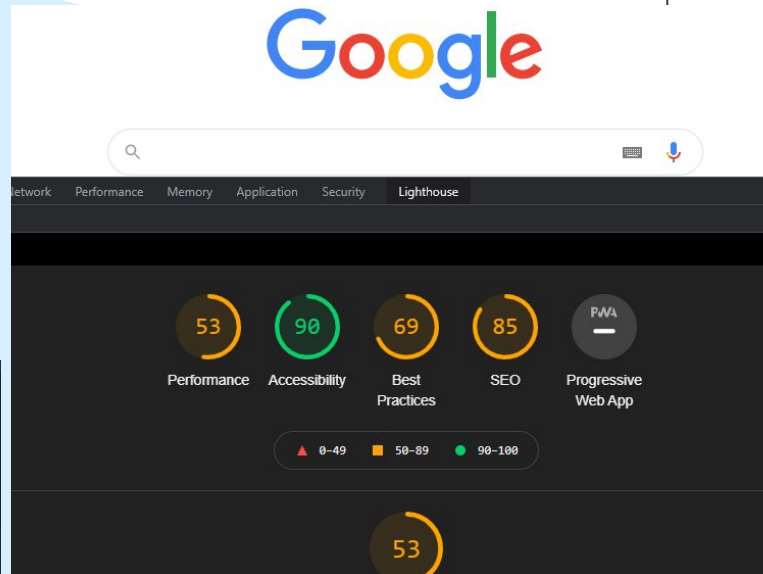 Google
Network Performance Memory Application Security Lighthouse
53 90 69 85 PWA
Performance Accessibility Best Practices SEO Progressive Web App
0–49 50–89 90–100
53